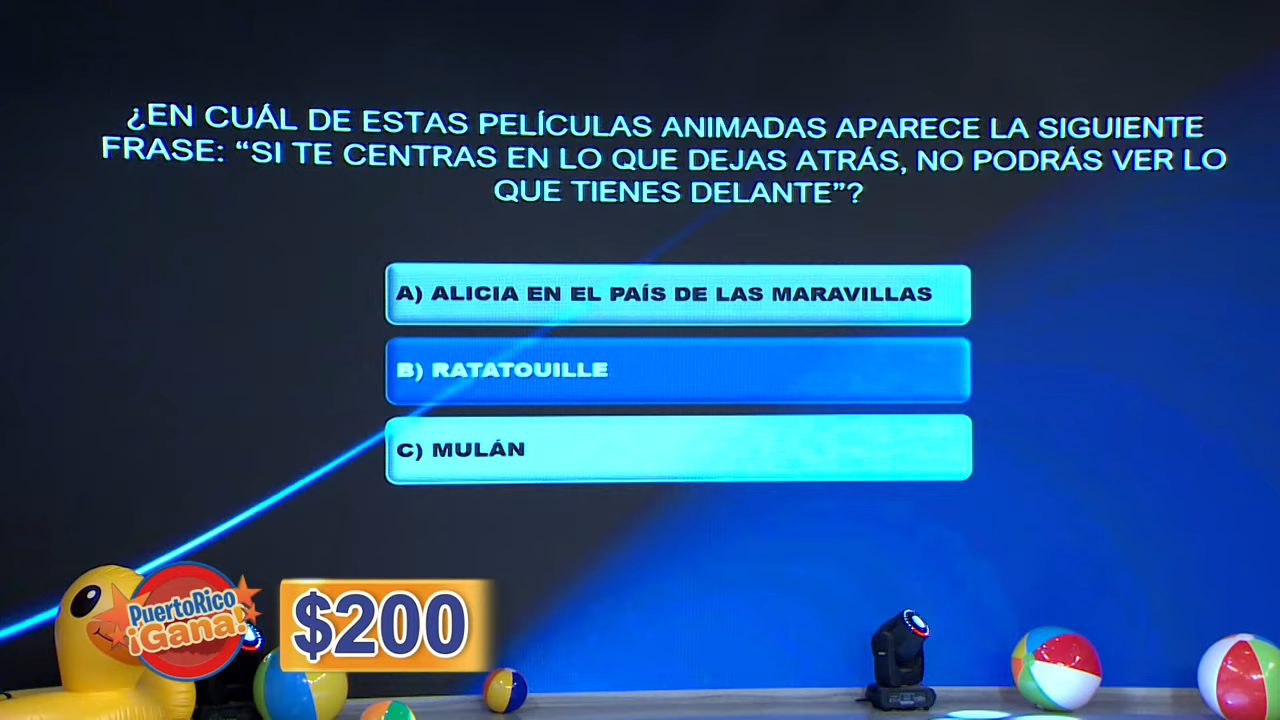 ¿EN CUÁL DE ESTAS PELÍCULAS ANIMADAS APARECE LA SIGUIENTE
FRASE: “SI TE CENTRAS EN LO QUE DEJAS ATRÁS, NO PODRÁS VER LO
QUE TIENES DELANTE”?
A) ALICIA EN EL PAÍS DE LAS MARAVILLAS
B) RATATOUILLE
C) MULÁN
PuertoRico
¡Gana!
$200